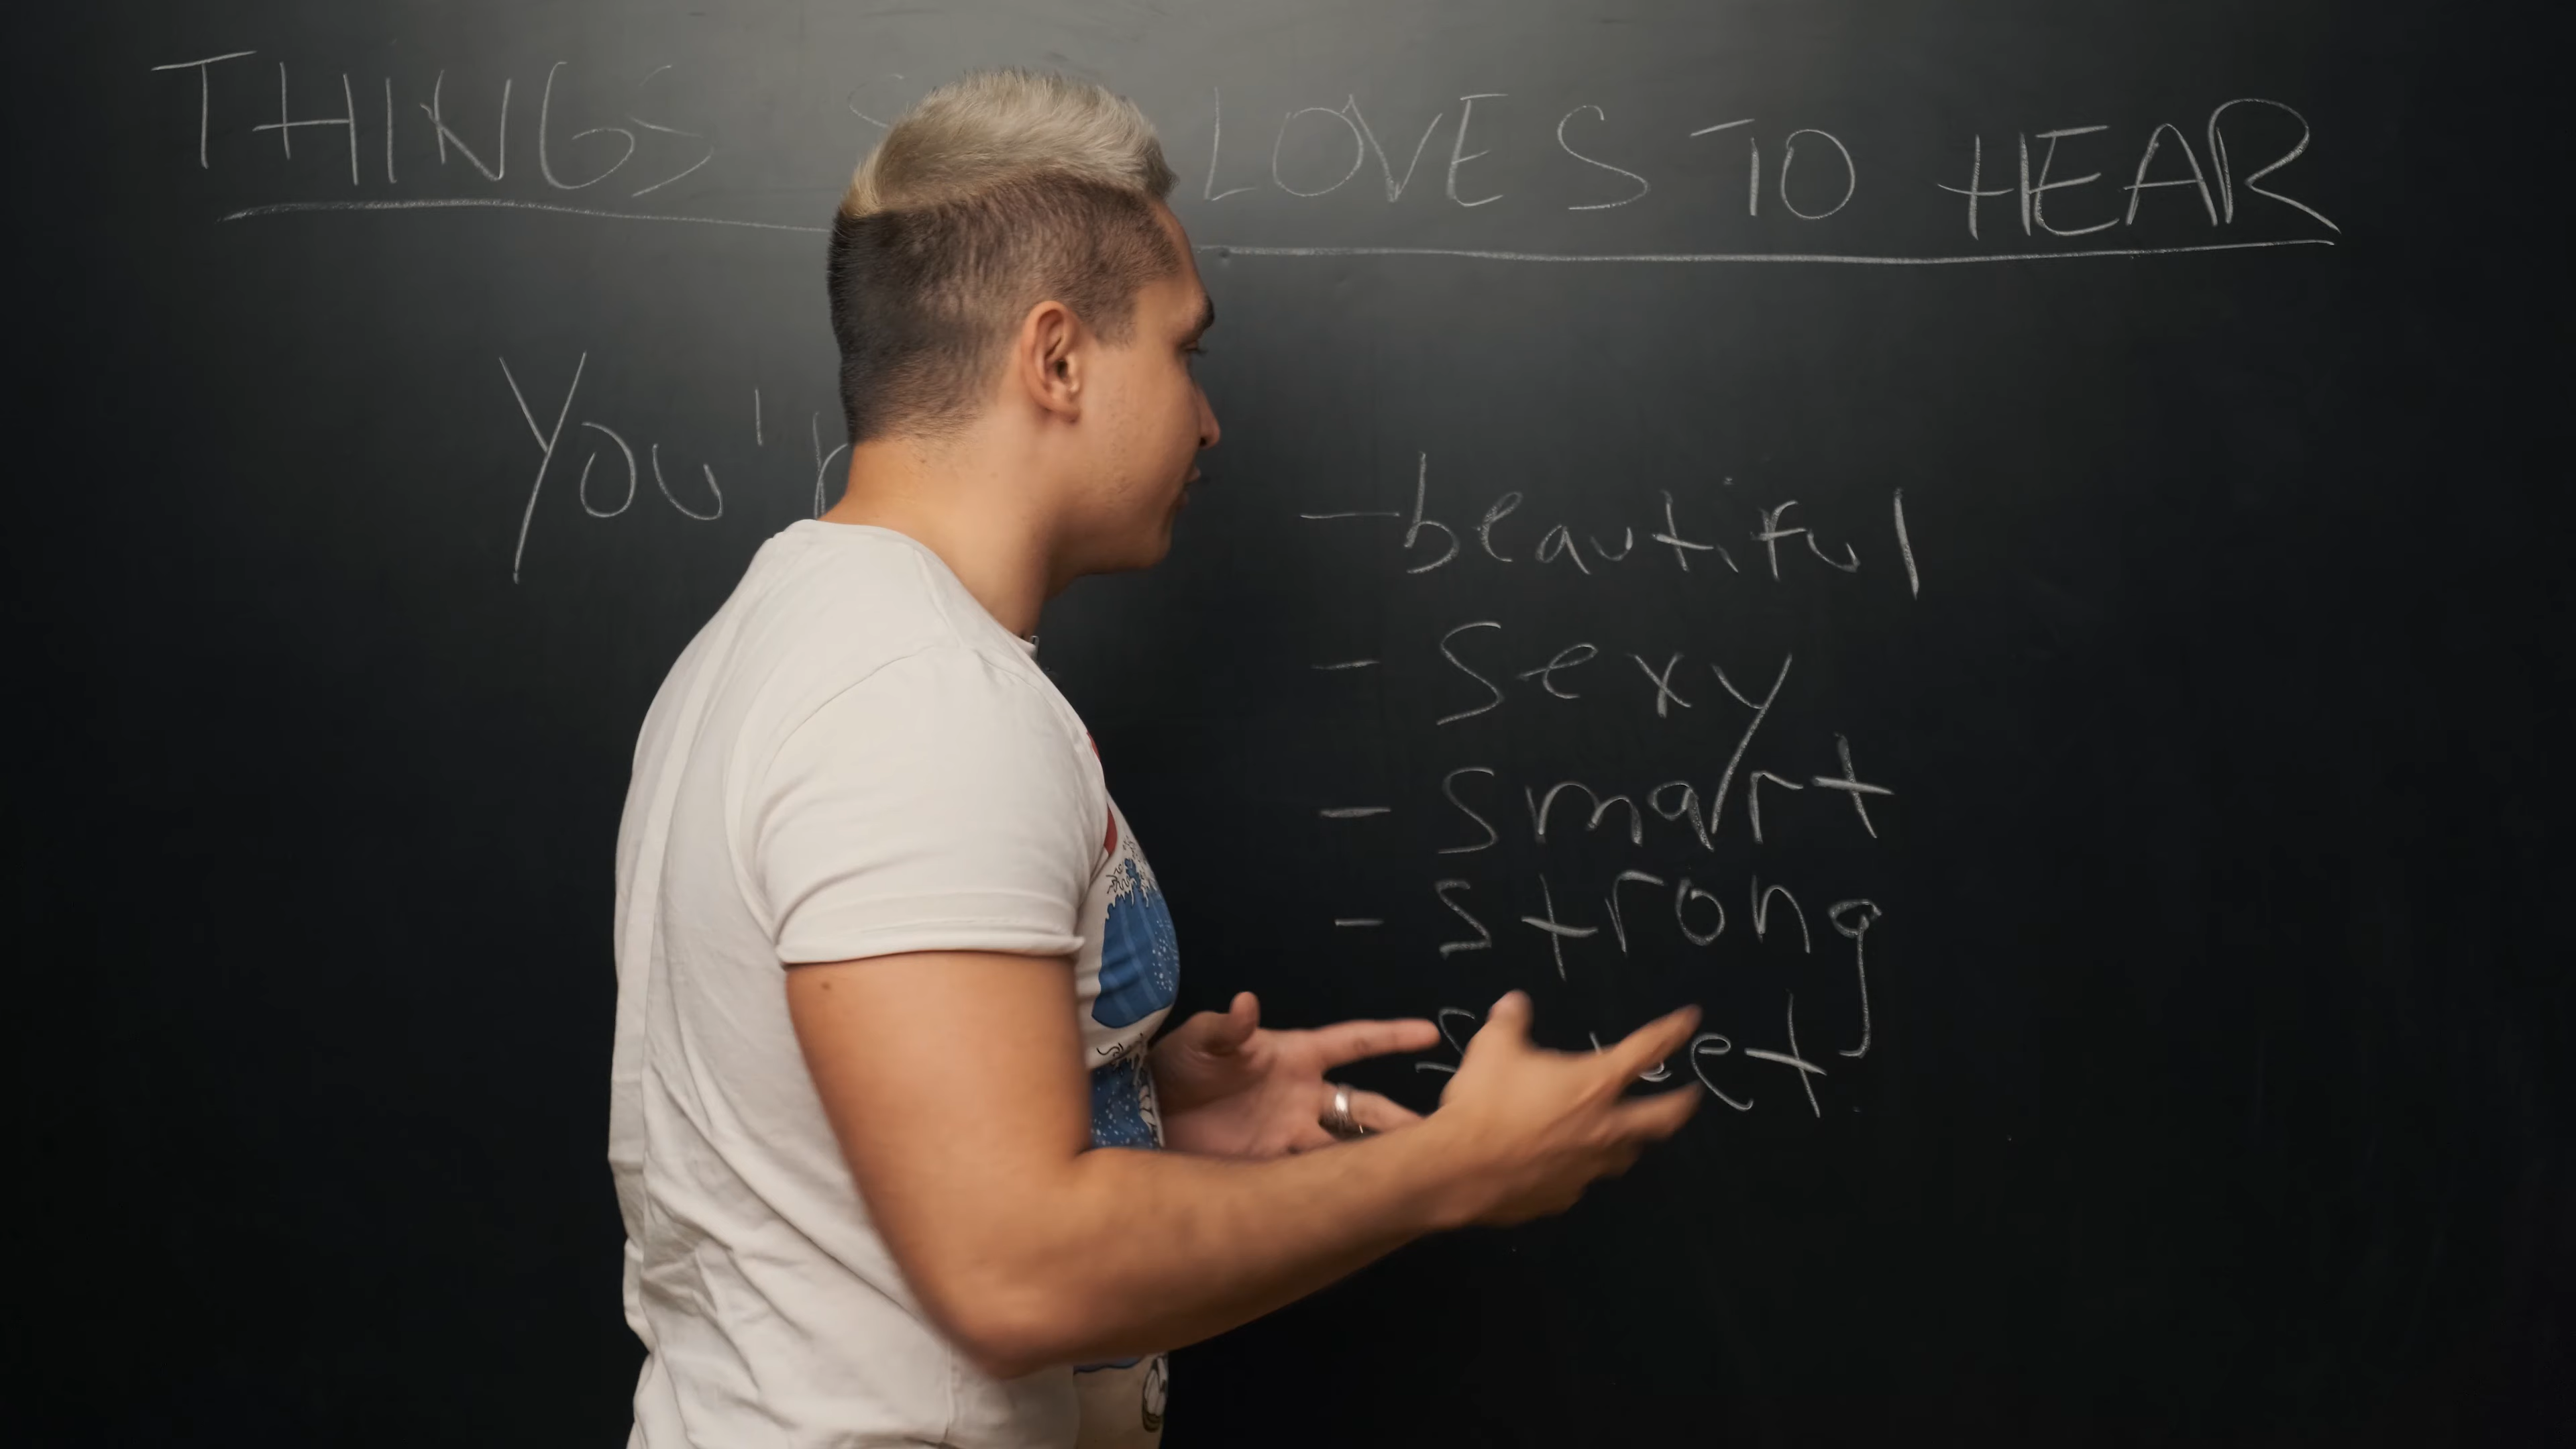 THINGS LOVES TO HEAR
You'r
- beautiful
- sexy
- smart
- strong